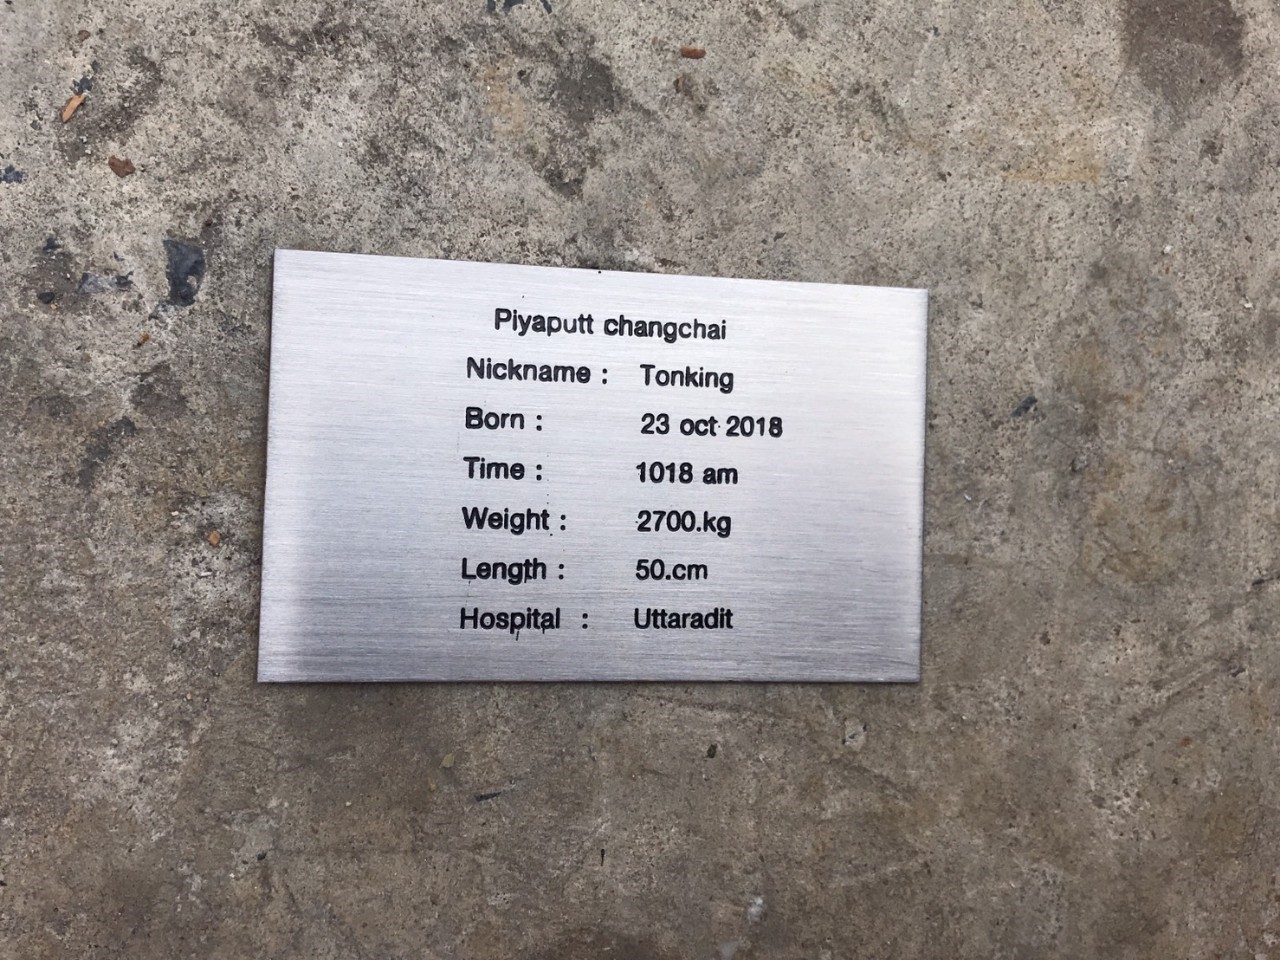 Piyaputt changchai
Nickname : Tonking
Born : 23 oct 2018
Time : 1018 am
Weight : 2700.kg
Length : 50.cm
Hospital : Uttaradit